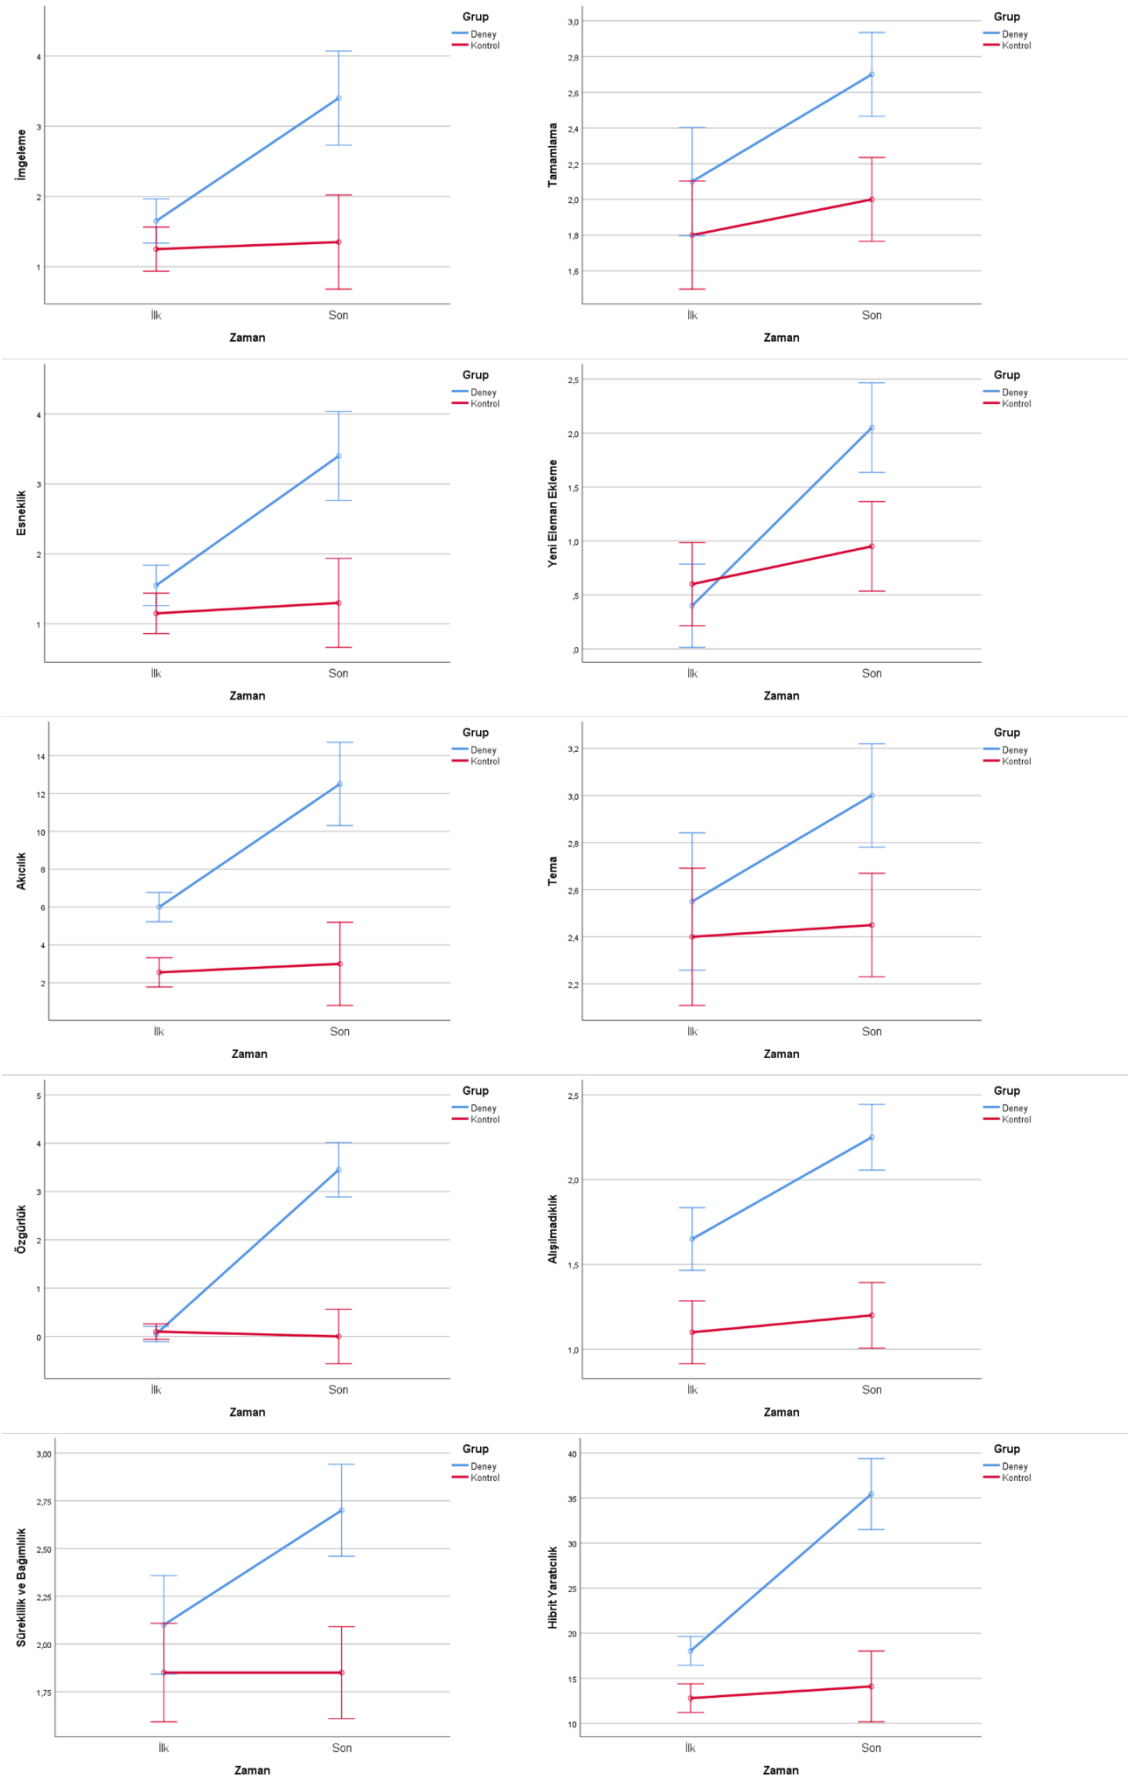 Grup
Deney
Kontrol
İmgeleme
4
3
2
1
İlk
Son
Zaman
Grup
Deney
Kontrol
Tamamlama
3,0
2,8
2,6
2,4
2,2
2,0
1,8
1,6
İlk
Son
Zaman
Grup
Deney
Kontrol
Esneklik
4
3
2
1
İlk
Son
Zaman
Grup
Deney
Kontrol
Yeni Eleman Ekleme
2,5
2,0
1,5
1,0
,5
,0
İlk
Son
Zaman
Grup
Deney
Kontrol
Akıcılık
14
12
10
8
6
4
2
İlk
Son
Zaman
Grup
Deney
Kontrol
Tema
3,2
3,0
2,8
2,6
2,4
2,2
İlk
Son
Zaman
Grup
Deney
Kontrol
Özgürlük
5
4
3
2
1
0
İlk
Son
Zaman
Grup
Deney
Kontrol
Alışılmadıklık
2,5
2,0
1,5
1,0
İlk
Son
Zaman
Grup
Deney
Kontrol
Süreklilik ve Bağımlılık
3,00
2,75
2,50
2,25
2,00
1,75
İlk
Son
Zaman
Grup
Deney
Kontrol
Hibrit Yaratıcılık
40
35
30
25
20
15
10
İlk
Son
Zaman